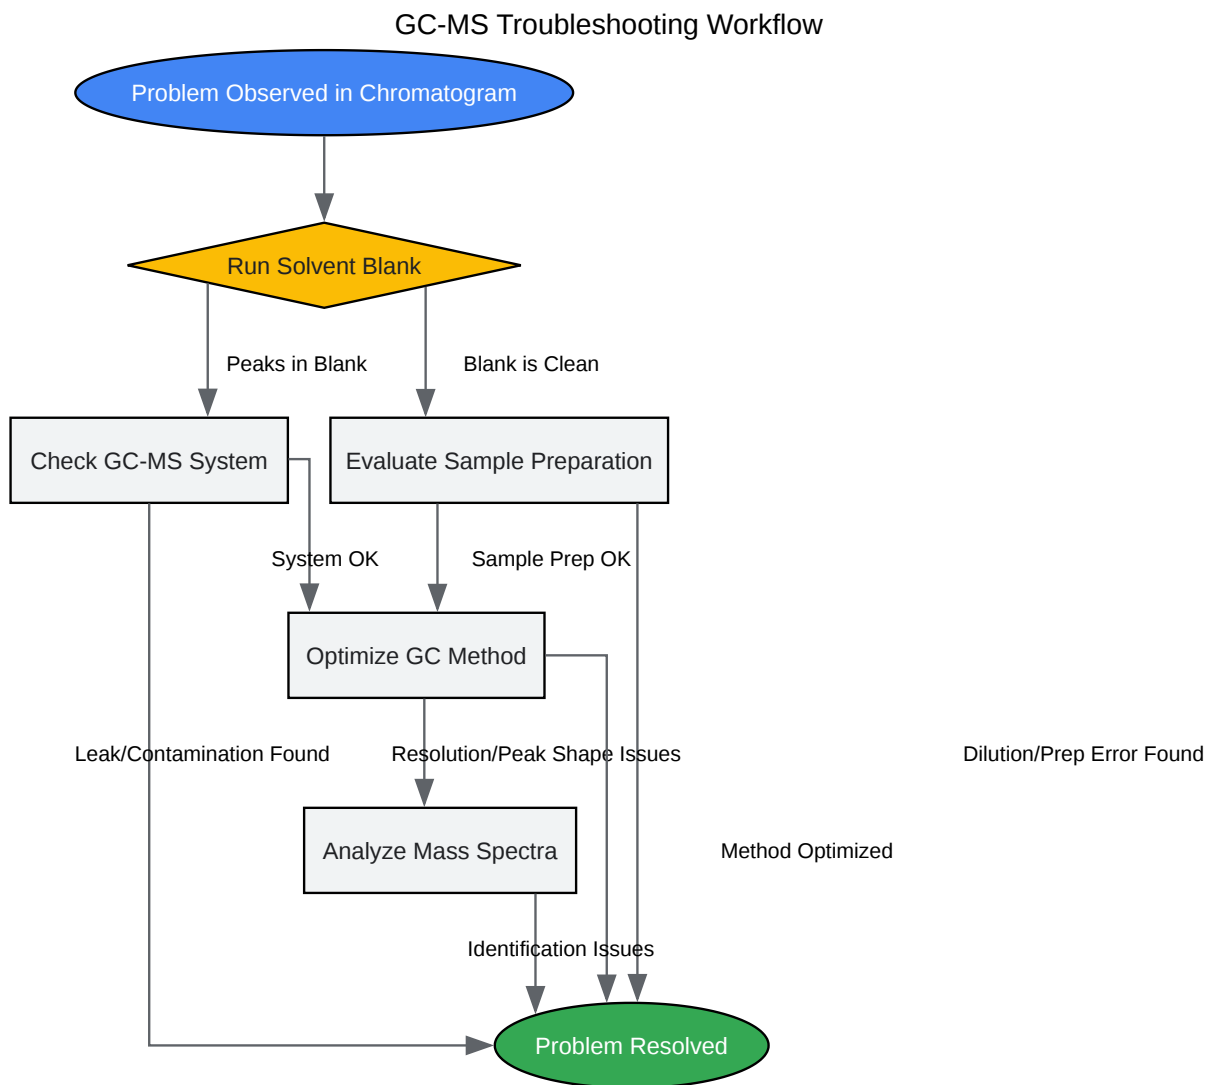 GC-MS Troubleshooting Workflow
Problem Observed in Chromatogram
Run Solvent Blank
Peaks in Blank
Blank is Clean
Check GC-MS System
Evaluate Sample Preparation
System OK
Sample Prep OK
Optimize GC Method
Leak/Contamination Found
Resolution/Peak Shape Issues
Dilution/Prep Error Found
Analyze Mass Spectra
Method Optimized
Identification Issues
Problem Resolved